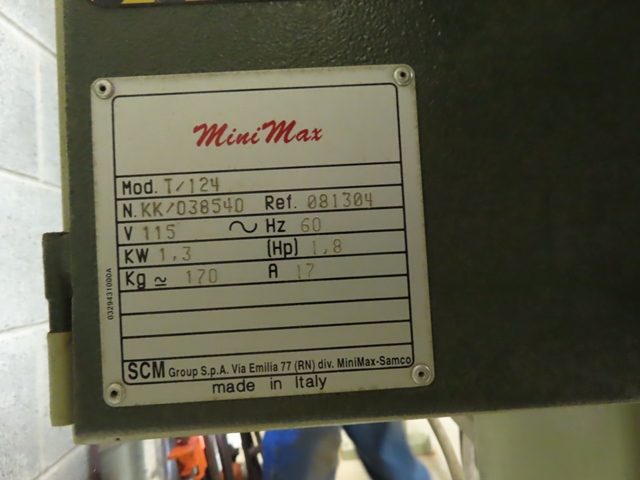 MiniMax
Mod. T/124
N. KK/038540 Ref. 081304
V 115 ~ Hz 60
KW 1,3 (Hp) 1,8
Kg ≃ 170 A 17
0329431000A
SCM Group S.p.A. Via Emilia 77 (RN) div. MiniMax-Samco
made in Italy